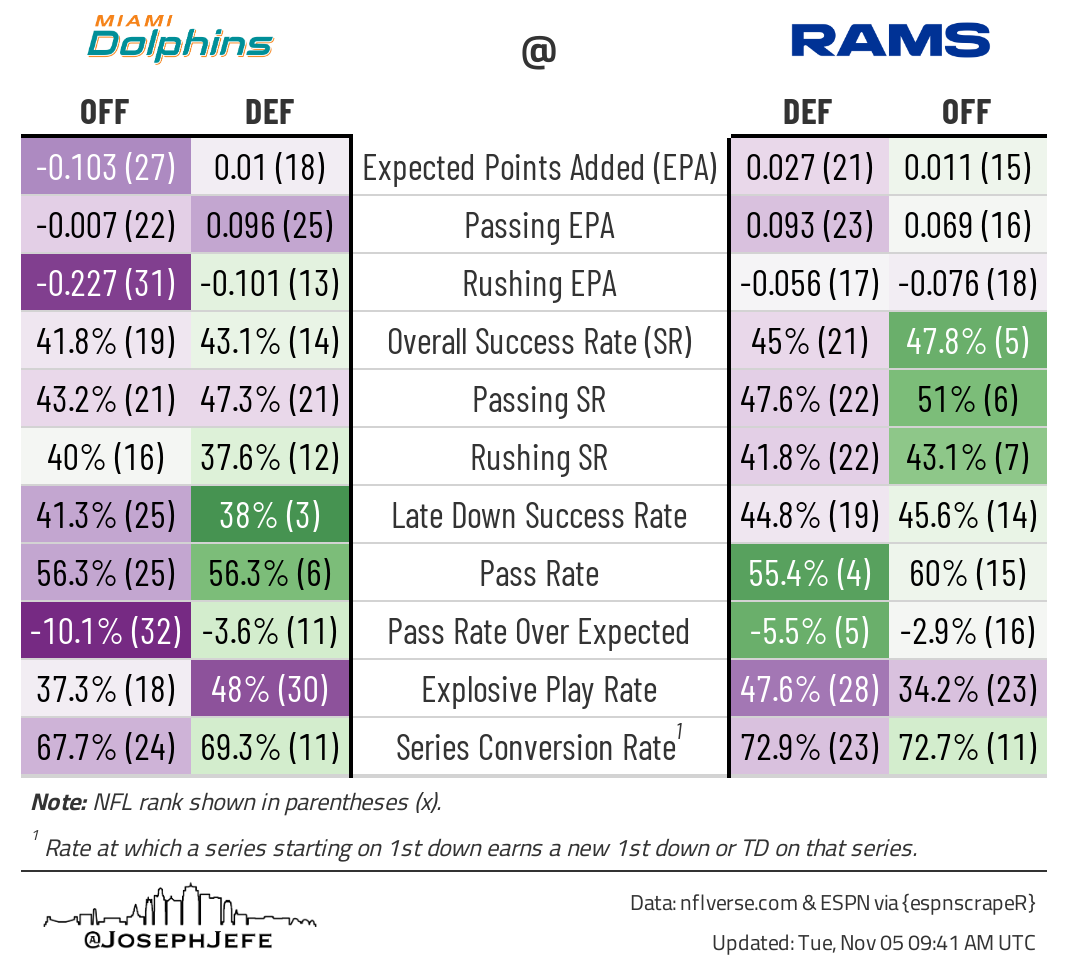 MIAMI
Dolphins
@
RAMS
OFF DEF DEF OFF
-0.103 (27) 0.01 (18) Expected Points Added (EPA) 0.027 (21) 0.011 (15)
-0.007 (22) 0.096 (25) Passing EPA 0.093 (23) 0.069 (16)
-0.227 (31) -0.101 (13) Rushing EPA -0.056 (17) -0.076 (18)
41.8% (19) 43.1% (14) Overall Success Rate (SR) 45% (21) 47.8% (5)
43.2% (21) 47.3% (21) Passing SR 47.6% (22) 51% (6)
40% (16) 37.6% (12) Rushing SR 41.8% (22) 43.1% (7)
41.3% (25) 38% (3) Late Down Success Rate 44.8% (19) 45.6% (14)
56.3% (25) 56.3% (6) Pass Rate 55.4% (4) 60% (15)
-10.1% (32) -3.6% (11) Pass Rate Over Expected -5.5% (5) -2.9% (16)
37.3% (18) 48% (30) Explosive Play Rate 47.6% (28) 34.2% (23)
67.7% (24) 69.3% (11) Series Conversion Rate1 72.9% (23) 72.7% (11)
Note: NFL rank shown in parentheses (x).
1 Rate at which a series starting on 1st down earns a new 1st down or TD on that series.
@JosephJefe
Data: nflverse.com & ESPN via {espnscrapeR}
Updated: Tue, Nov 05 09:41 AM UTC